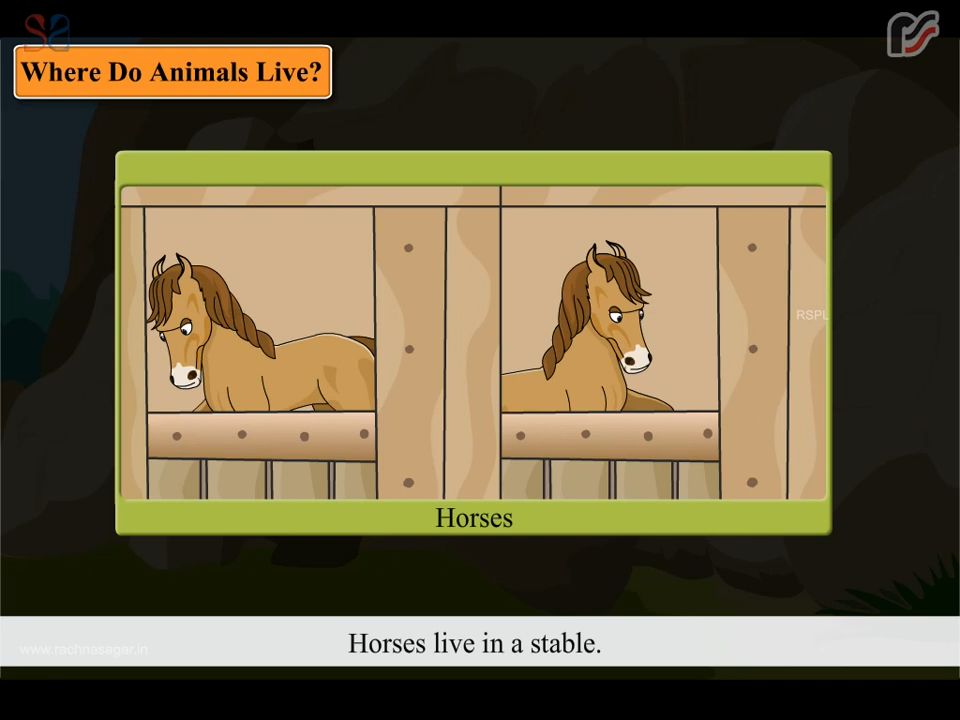 Where Do Animals Live?
RSPL
Horses
Horses live in a stable.
www.rachnasagar.in